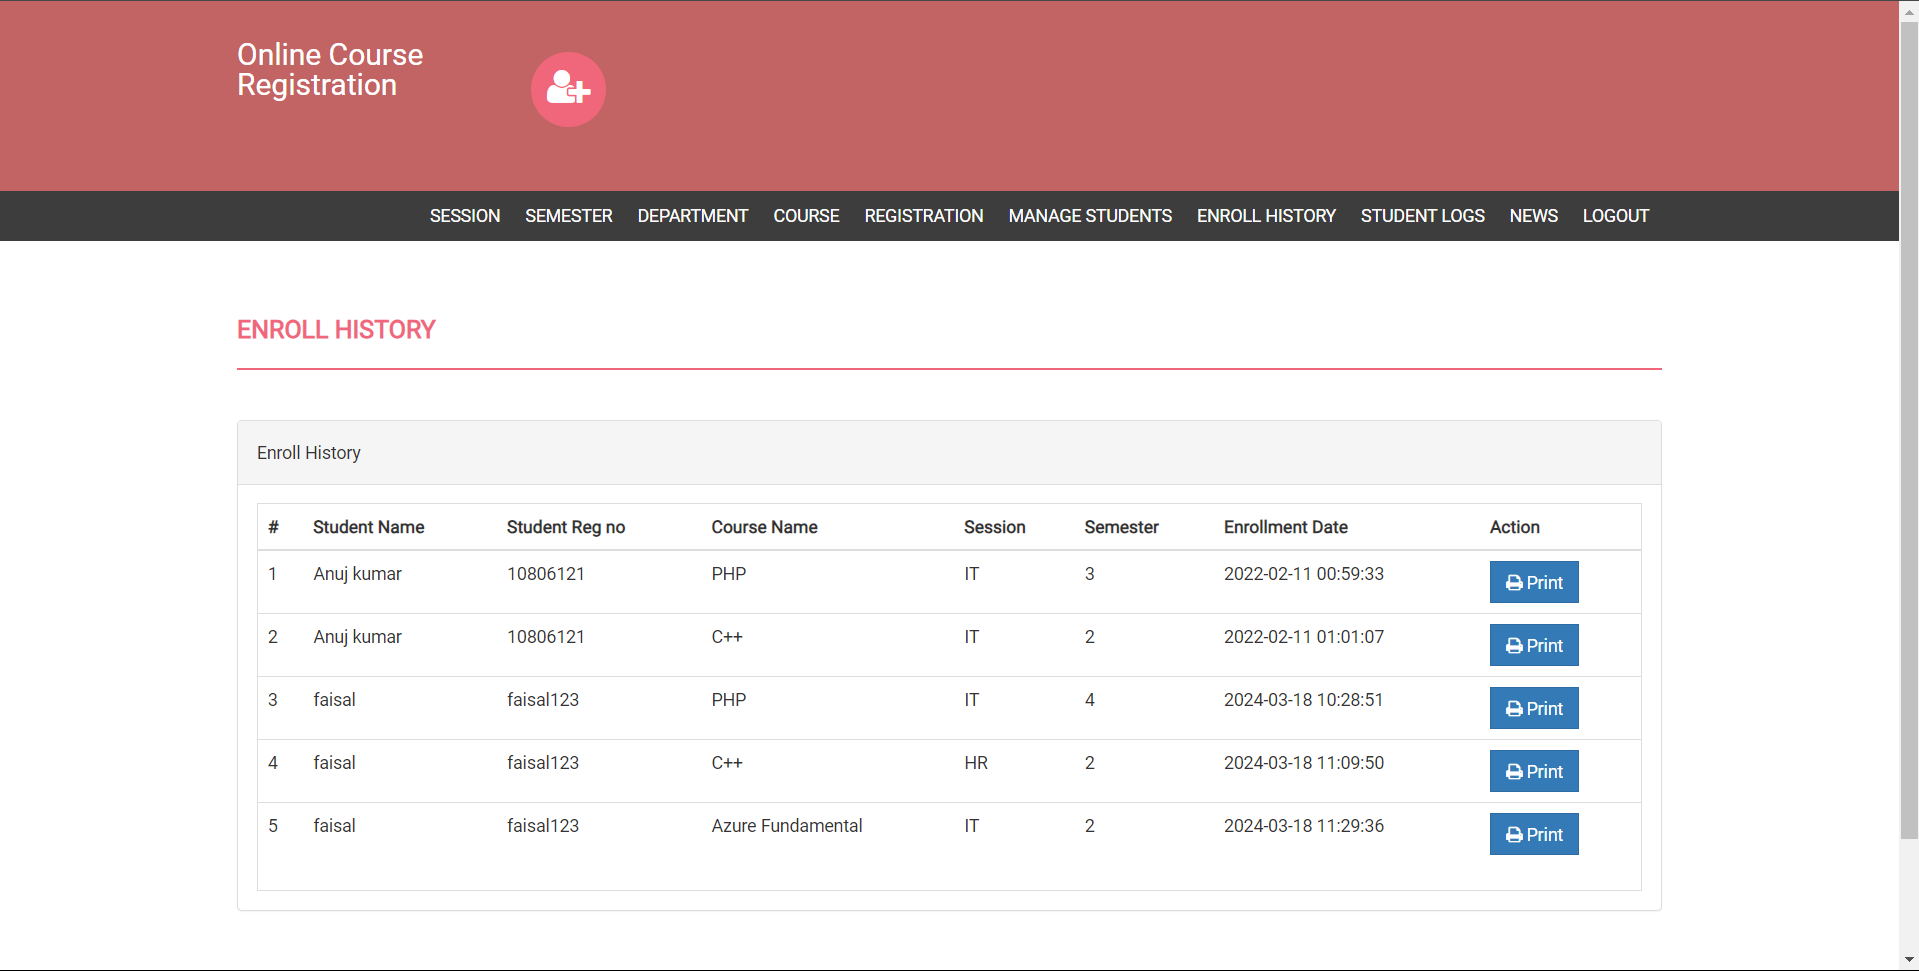 Online Course
Registration
SESSION SEMESTER DEPARTMENT COURSE REGISTRATION MANAGE STUDENTS ENROLL HISTORY STUDENT LOGS NEWS LOGOUT
ENROLL HISTORY
Enroll History
# Student Name Student Reg no Course Name Session Semester Enrollment Date Action
1 Anuj kumar 10806121 PHP IT 3 2022-02-11 00:59:33 Print
2 Anuj kumar 10806121 C++ IT 2 2022-02-11 01:01:07 Print
3 faisal faisal123 PHP IT 4 2024-03-18 10:28:51 Print
4 faisal faisal123 C++ HR 2 2024-03-18 11:09:50 Print
5 faisal faisal123 Azure Fundamental IT 2 2024-03-18 11:29:36 Print